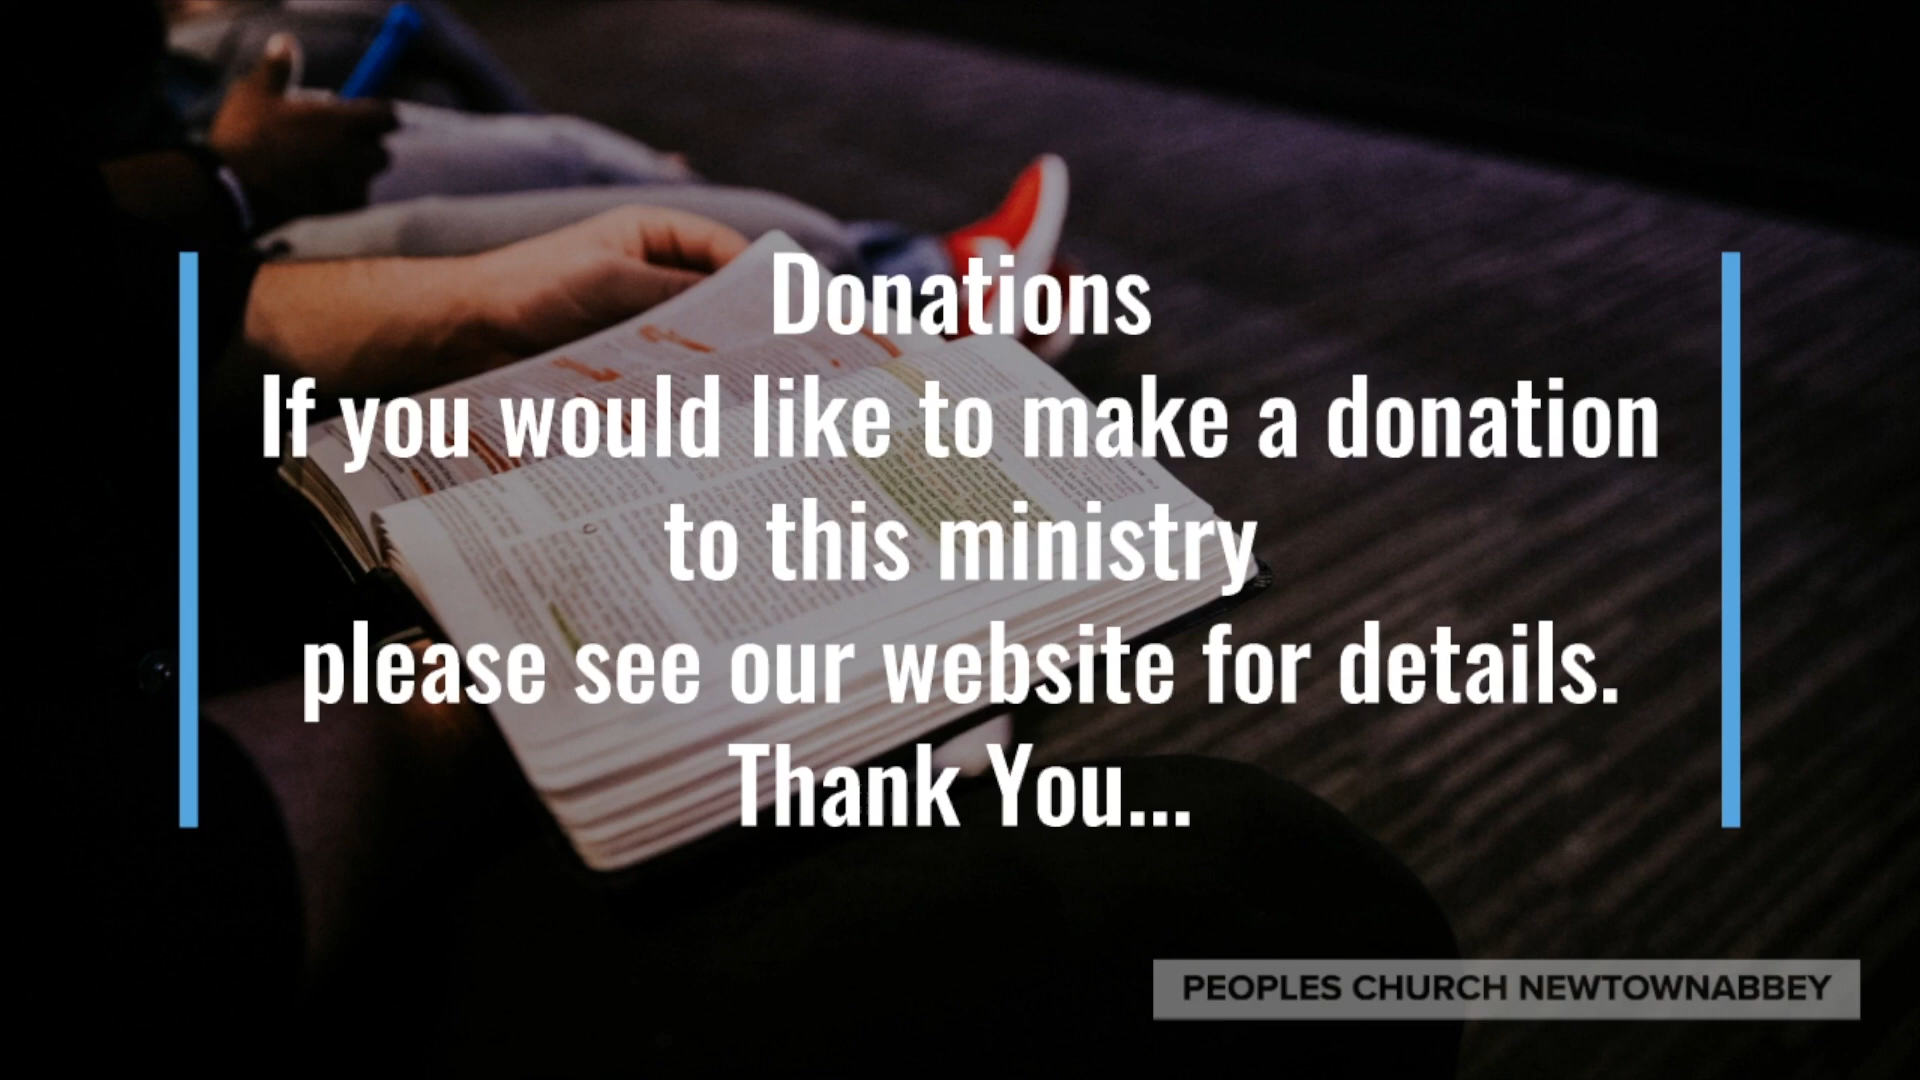 Donations
If you would like to make a donation
to this ministry
please see our website for details.
Thank You...
PEOPLES CHURCH NEWTOWNABBEY